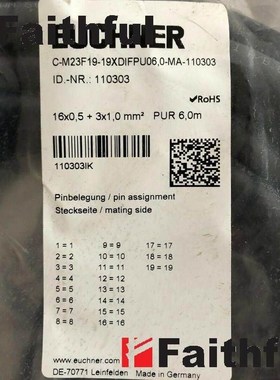 Faithful
EUCHNER
C-M23F19-19XDIFPU06,0-MA-110303
ID.-NR.: 110303
✓RoHS
16x0,5 + 3x1,0 mm² PUR 6,0m
110303IK
Pinbelegung / pin assignment
Steckseite / mating side
1 = 1 9 = 9 17 = 17
2 = 2 10 = 10 18 = 18
3 = 3 11 = 11 19 = 19
4 = 4 12 = 12
5 = 5 13 = 13
6 = 6 14 = 14
7 = 7 15 = 15
8 = 8 16 = 16
www.euchner.com
DE-70771 Leinfelden Made in Germany
Faithful